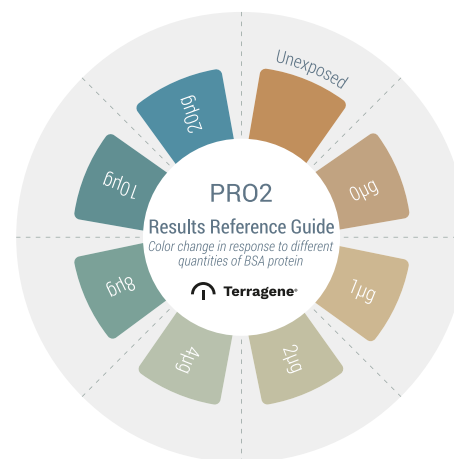 Unexposed
0µg
1µg
2µg
4µg
8µg
10µg
20µg
PRO2
Results Reference Guide
Color change in response to different
quantities of BSA protein
Terragene®